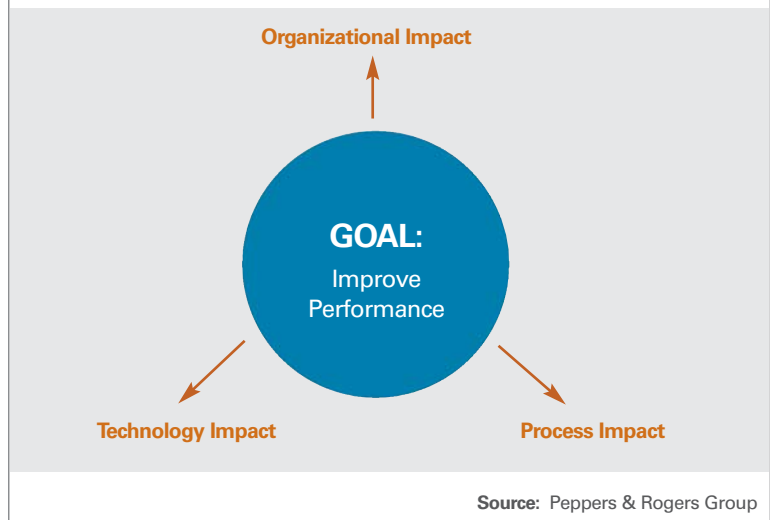 Organizational Impact
GOAL:
Improve
Performance
Technology Impact
Process Impact
Source: Peppers & Rogers Group